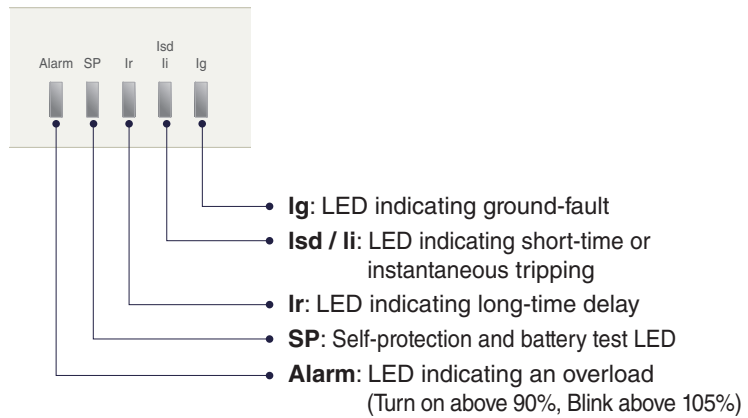 Isd
Alarm SP Ir Ii Ig
Ig: LED indicating ground-fault
Isd / Ii: LED indicating short-time or
instantaneous tripping
Ir: LED indicating long-time delay
SP: Self-protection and battery test LED
Alarm: LED indicating an overload
(Turn on above 90%, Blink above 105%)